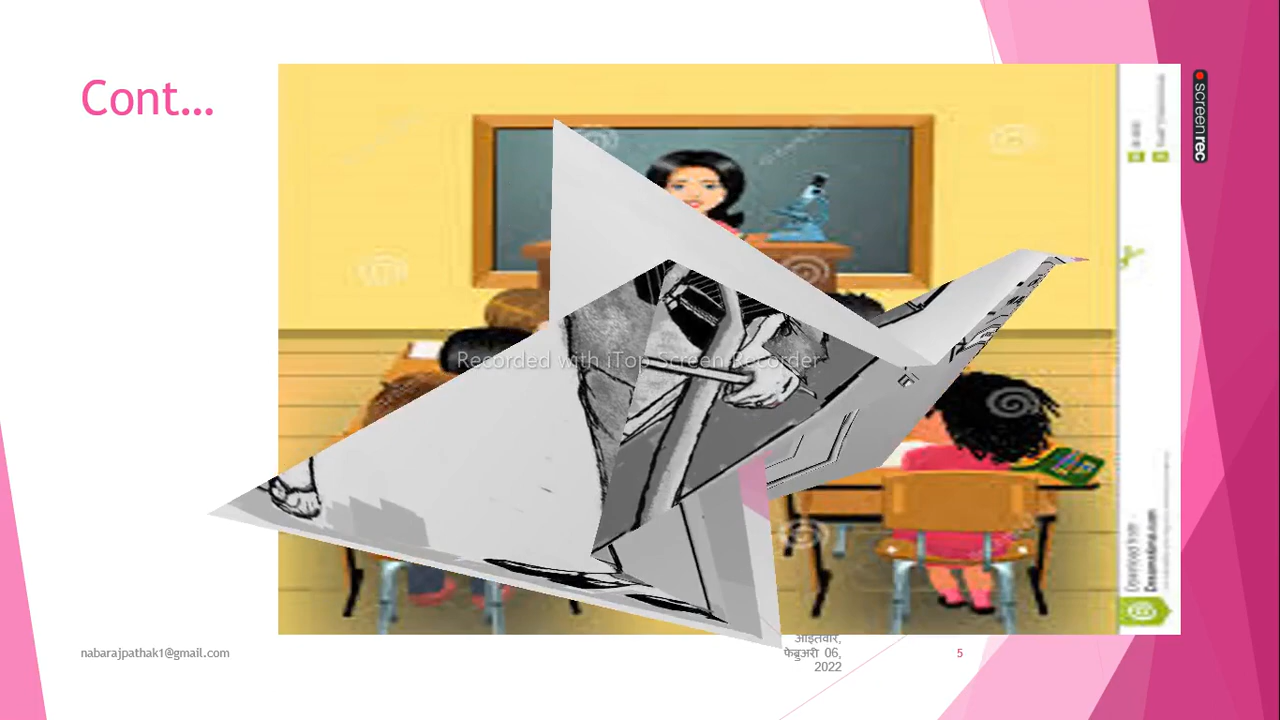 Cont...
screenrec
Recorded with iTop Screen Recorder
nabarajpathak1@gmail.com
आइतवार,
फेब्रुअरी 06,
2022
5